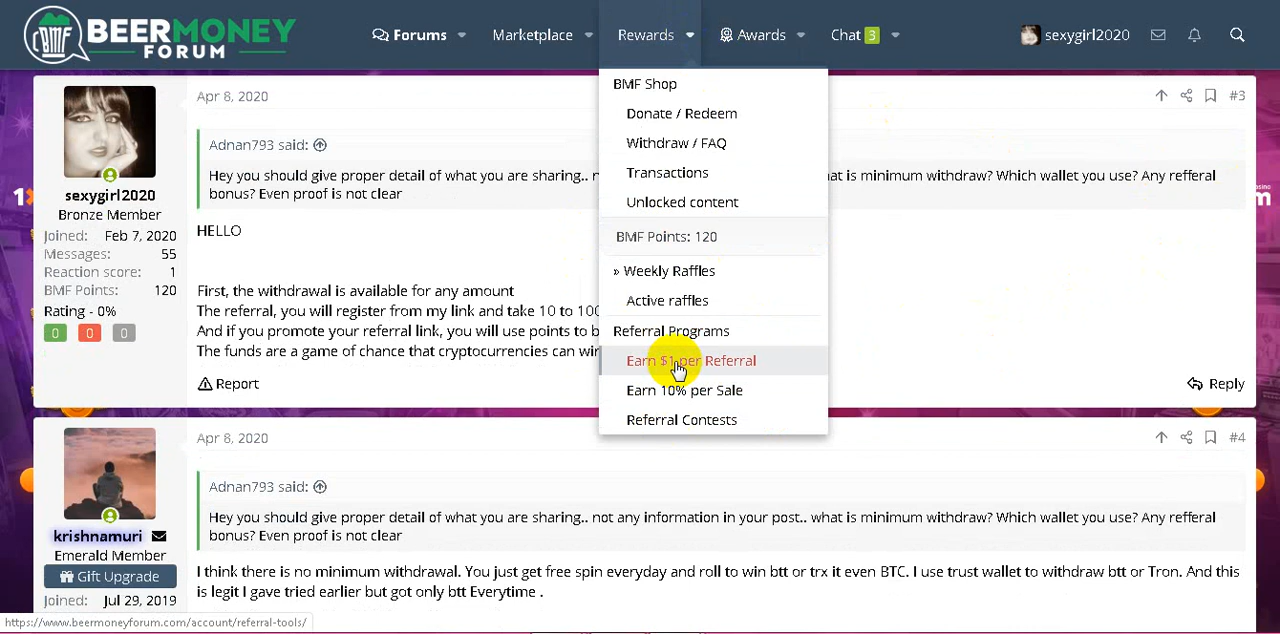 BEERMONEY
FORUM
Forums
Marketplace
Rewards
Awards
Chat 3
sexygirl2020
BMF Shop
Donate / Redeem
Withdraw / FAQ
Transactions
Unlocked content
BMF Points: 120
» Weekly Raffles
Active raffles
Referral Programs
Earn $1 per Referral
Earn 10% per Sale
Referral Contests
sexygirl2020
Bronze Member
Joined: Feb 7, 2020
Messages: 55
Reaction score: 1
BMF Points: 120
Rating - 0%
0 0 0
Apr 8, 2020
#3
Adnan793 said:
Hey you should give proper detail of what you are sharing.. at is minimum withdraw? Which wallet you use? Any refferal
bonus? Even proof is not clear
HELLO
First, the withdrawal is available for any amount
The referral, you will register from my link and take 10 to 100
And if you promote your referral link, you will use points to b
The funds are a game of chance that cryptocurrencies can win
Report
Reply
krishnamuri
Emerald Member
Gift Upgrade
Joined: Jul 29, 2019
Apr 8, 2020
#4
Adnan793 said:
Hey you should give proper detail of what you are sharing.. not any information in your post.. what is minimum withdraw? Which wallet you use? Any refferal
bonus? Even proof is not clear
I think there is no minimum withdrawal. You just get free spin everyday and roll to win btt or trx it even BTC. I use trust wallet to withdraw btt or Tron. And this
is legit I gave tried earlier but got only btt Everytime .
https://www.beermoneyforum.com/account/referral-tools/